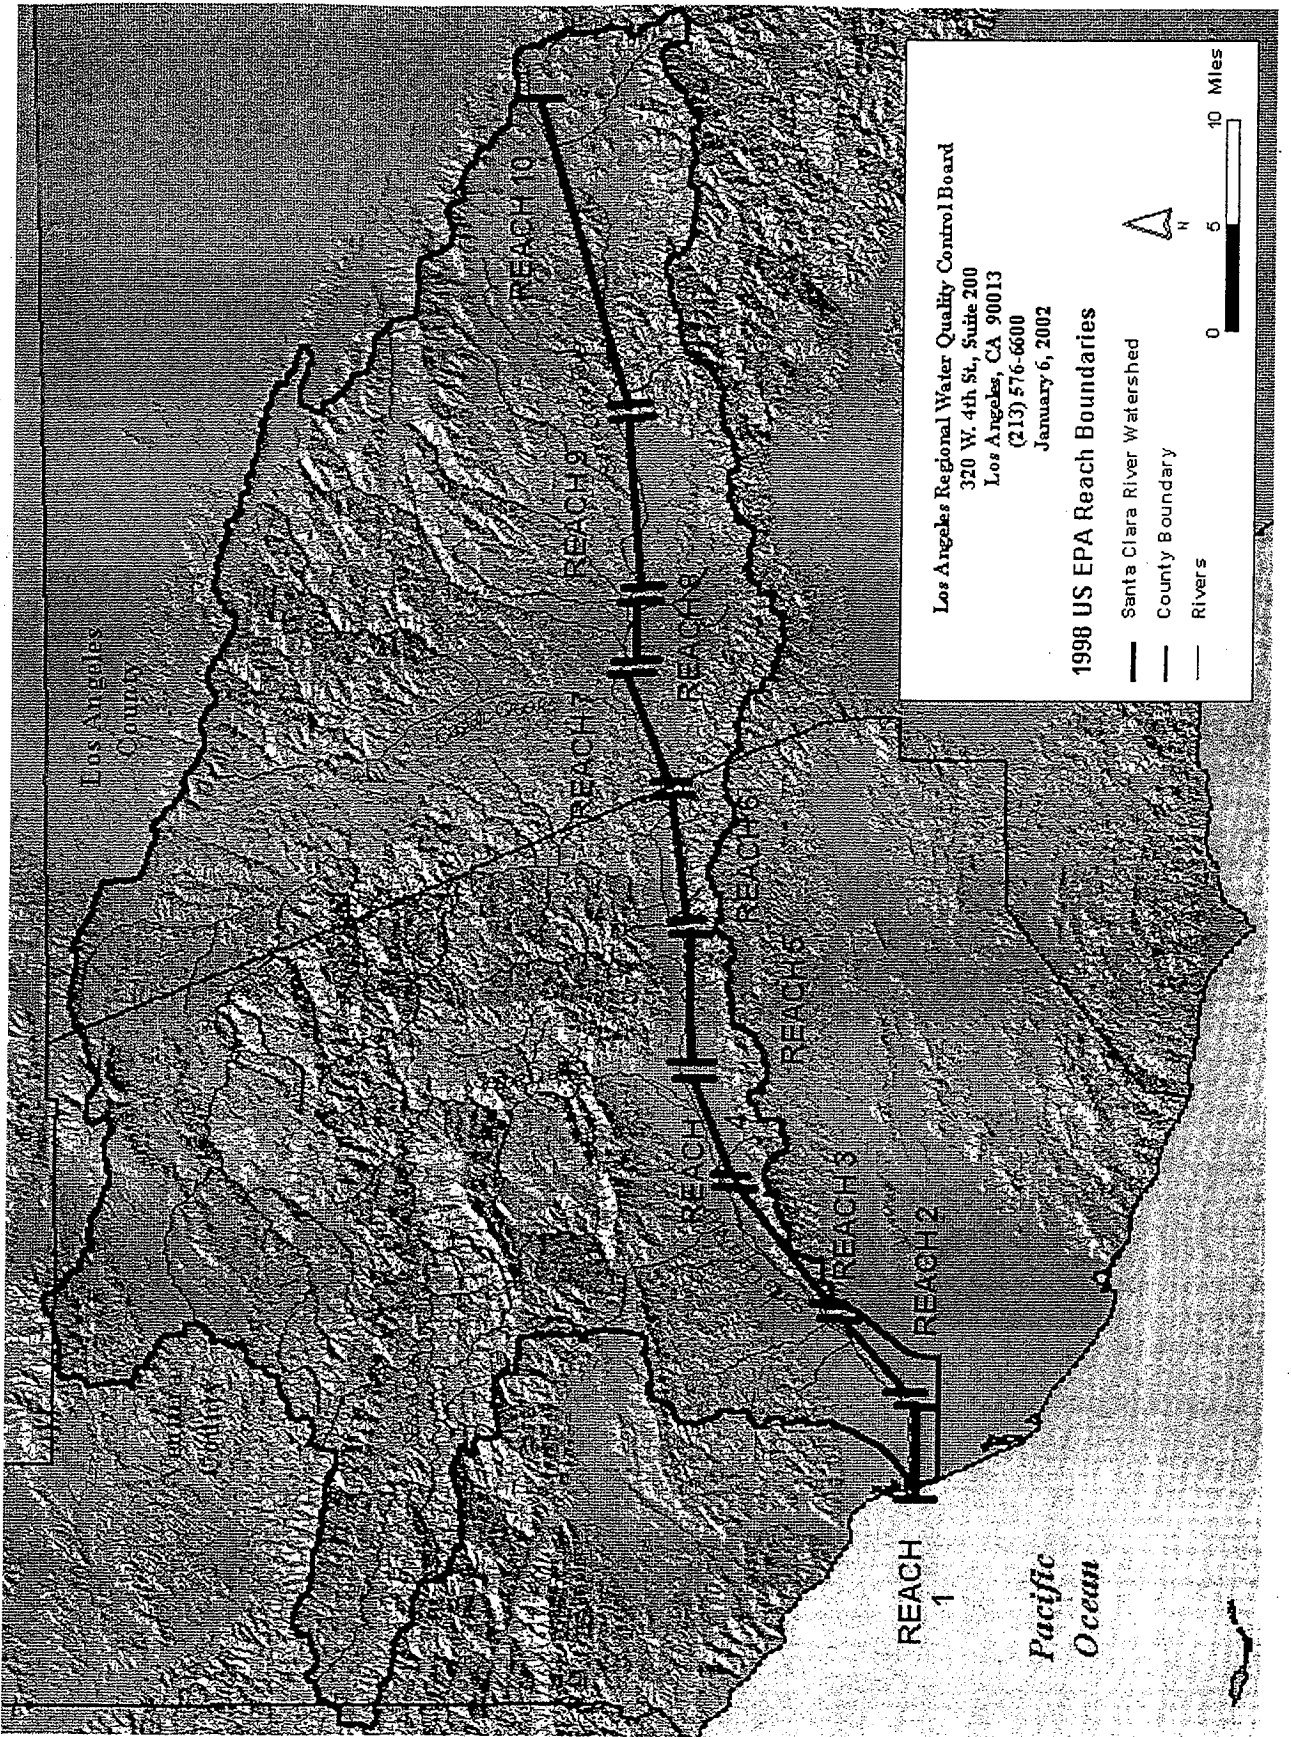 Los Angeles
County
REACH 10
REACH 9
REACH 8
REACH 7
REACH 6
REACH 5
REACH
4
REACH 3
REACH 2
REACH
1
County
Pacific
Ocean
Los Angeles Regional Water Quality Control Board
320 W. 4th St., Suite 200
Los Angeles, CA 90013
(213) 576-6600
January 6, 2002
1998 US EPA Reach Boundaries
Santa Clara River Watershed
County Boundary
Rivers
N
0 5 10 Miles